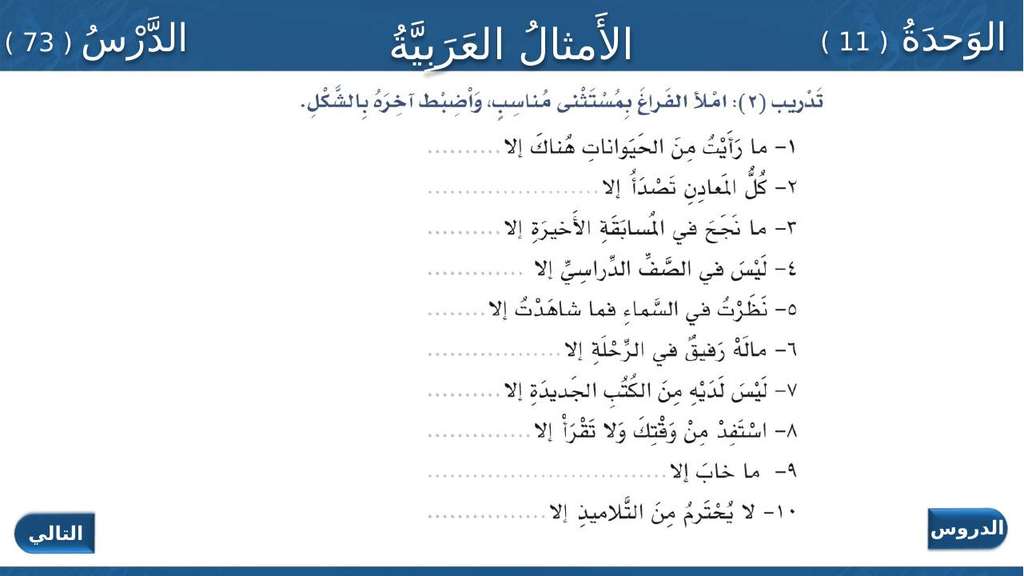 الوَحدَةُ ( 11 )
الأَمثالُ العَرَبِيَّةُ
الدَّرْسُ ( 73 )
تَدْريب (٢): امْلأ الفَراغَ بِمُسْتَثْنى مُناسِبٍ، وَاْضِبْط آخِرَهُ بِالشَّكْلِ.
١- ما رَأَيْتُ مِنَ الحَيَواناتِ هُناكَ إلا ..........
٢- كُلُّ المَعادِنِ تَصْدَأُ إلا .......................
٣- ما نَجَحَ في المُسابَقَةِ الأَخيرَةِ إلا ..........
٤- لَيْسَ في الصَّفِّ الدِّراسِيِّ إلا .............
٥- نَظَرْتُ في السَّماءِ فما شاهَدْتُ إلا ........
٦- مالَهْ رَفيقٌ في الرِّحْلَةِ إلا ..................
٧- لَيْسَ لَدَيْهِ مِنَ الكُتُبِ الجَديدَةِ إلا ..........
٨- اسْتَفِدْ مِنْ وَقْتِكَ وَلا تَقْرَأْ إلا ..............
٩- ما خابَ إلا ................................
١٠- لا يُحْتَرمُ مِنَ التَّلاميذِ إلا ................
الدروس
التالي